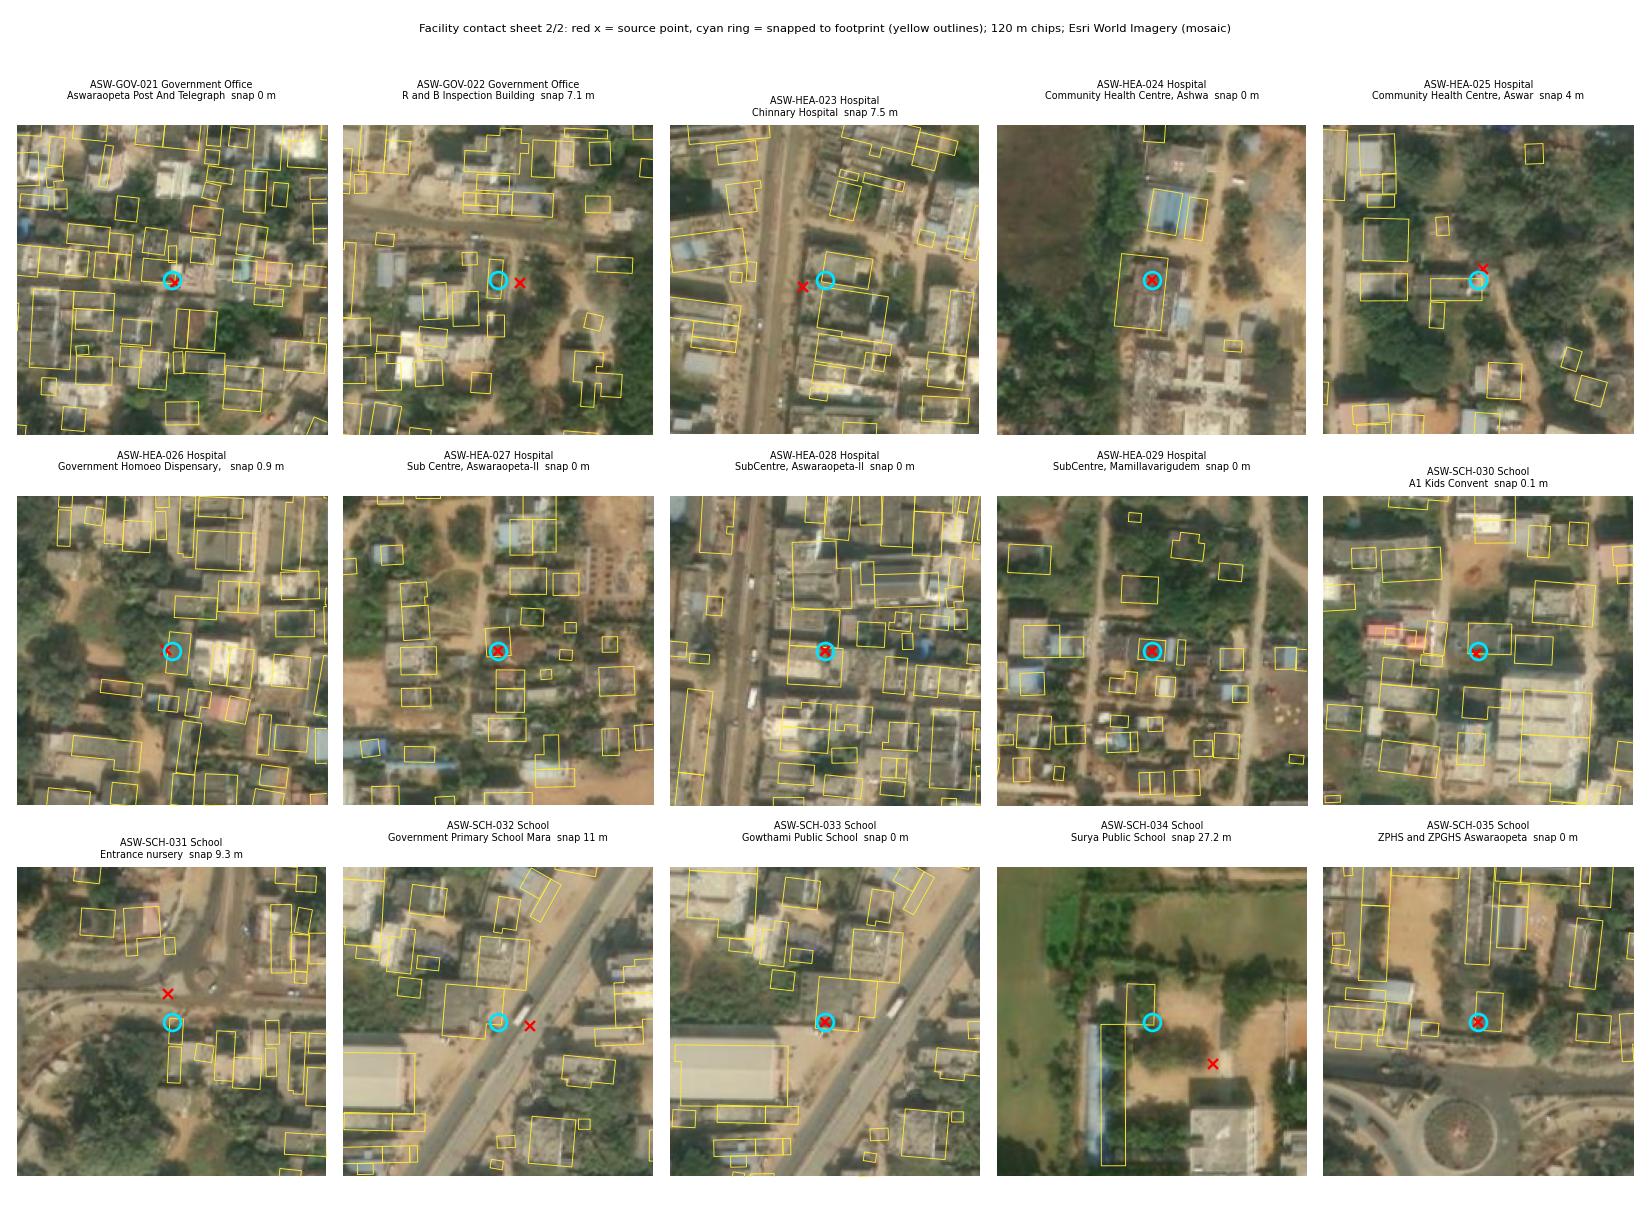 Facility contact sheet 2/2: red x = source point, cyan ring = snapped to footprint (yellow outlines); 120 m chips; Esri World Imagery (mosaic)
ASW-GOV-021 Government Office
Aswaraopeta Post And Telegraph  snap 0 m
ASW-GOV-022 Government Office
R and B Inspection Building  snap 7.1 m
ASW-HEA-023 Hospital
Chinnary Hospital  snap 7.5 m
ASW-HEA-024 Hospital
Community Health Centre, Ashwa  snap 0 m
ASW-HEA-025 Hospital
Community Health Centre, Aswar  snap 4 m
ASW-HEA-026 Hospital
Government Homoeo Dispensary,   snap 0.9 m
ASW-HEA-027 Hospital
Sub Centre, Aswaraopeta-II  snap 0 m
ASW-HEA-028 Hospital
SubCentre, Aswaraopeta-II  snap 0 m
ASW-HEA-029 Hospital
SubCentre, Mamillavarigudem  snap 0 m
ASW-SCH-030 School
A1 Kids Convent  snap 0.1 m
ASW-SCH-031 School
Entrance nursery  snap 9.3 m
ASW-SCH-032 School
Government Primary School Mara  snap 11 m
ASW-SCH-033 School
Gowthami Public School  snap 0 m
ASW-SCH-034 School
Surya Public School  snap 27.2 m
ASW-SCH-035 School
ZPHS and ZPGHS Aswaraopeta  snap 0 m